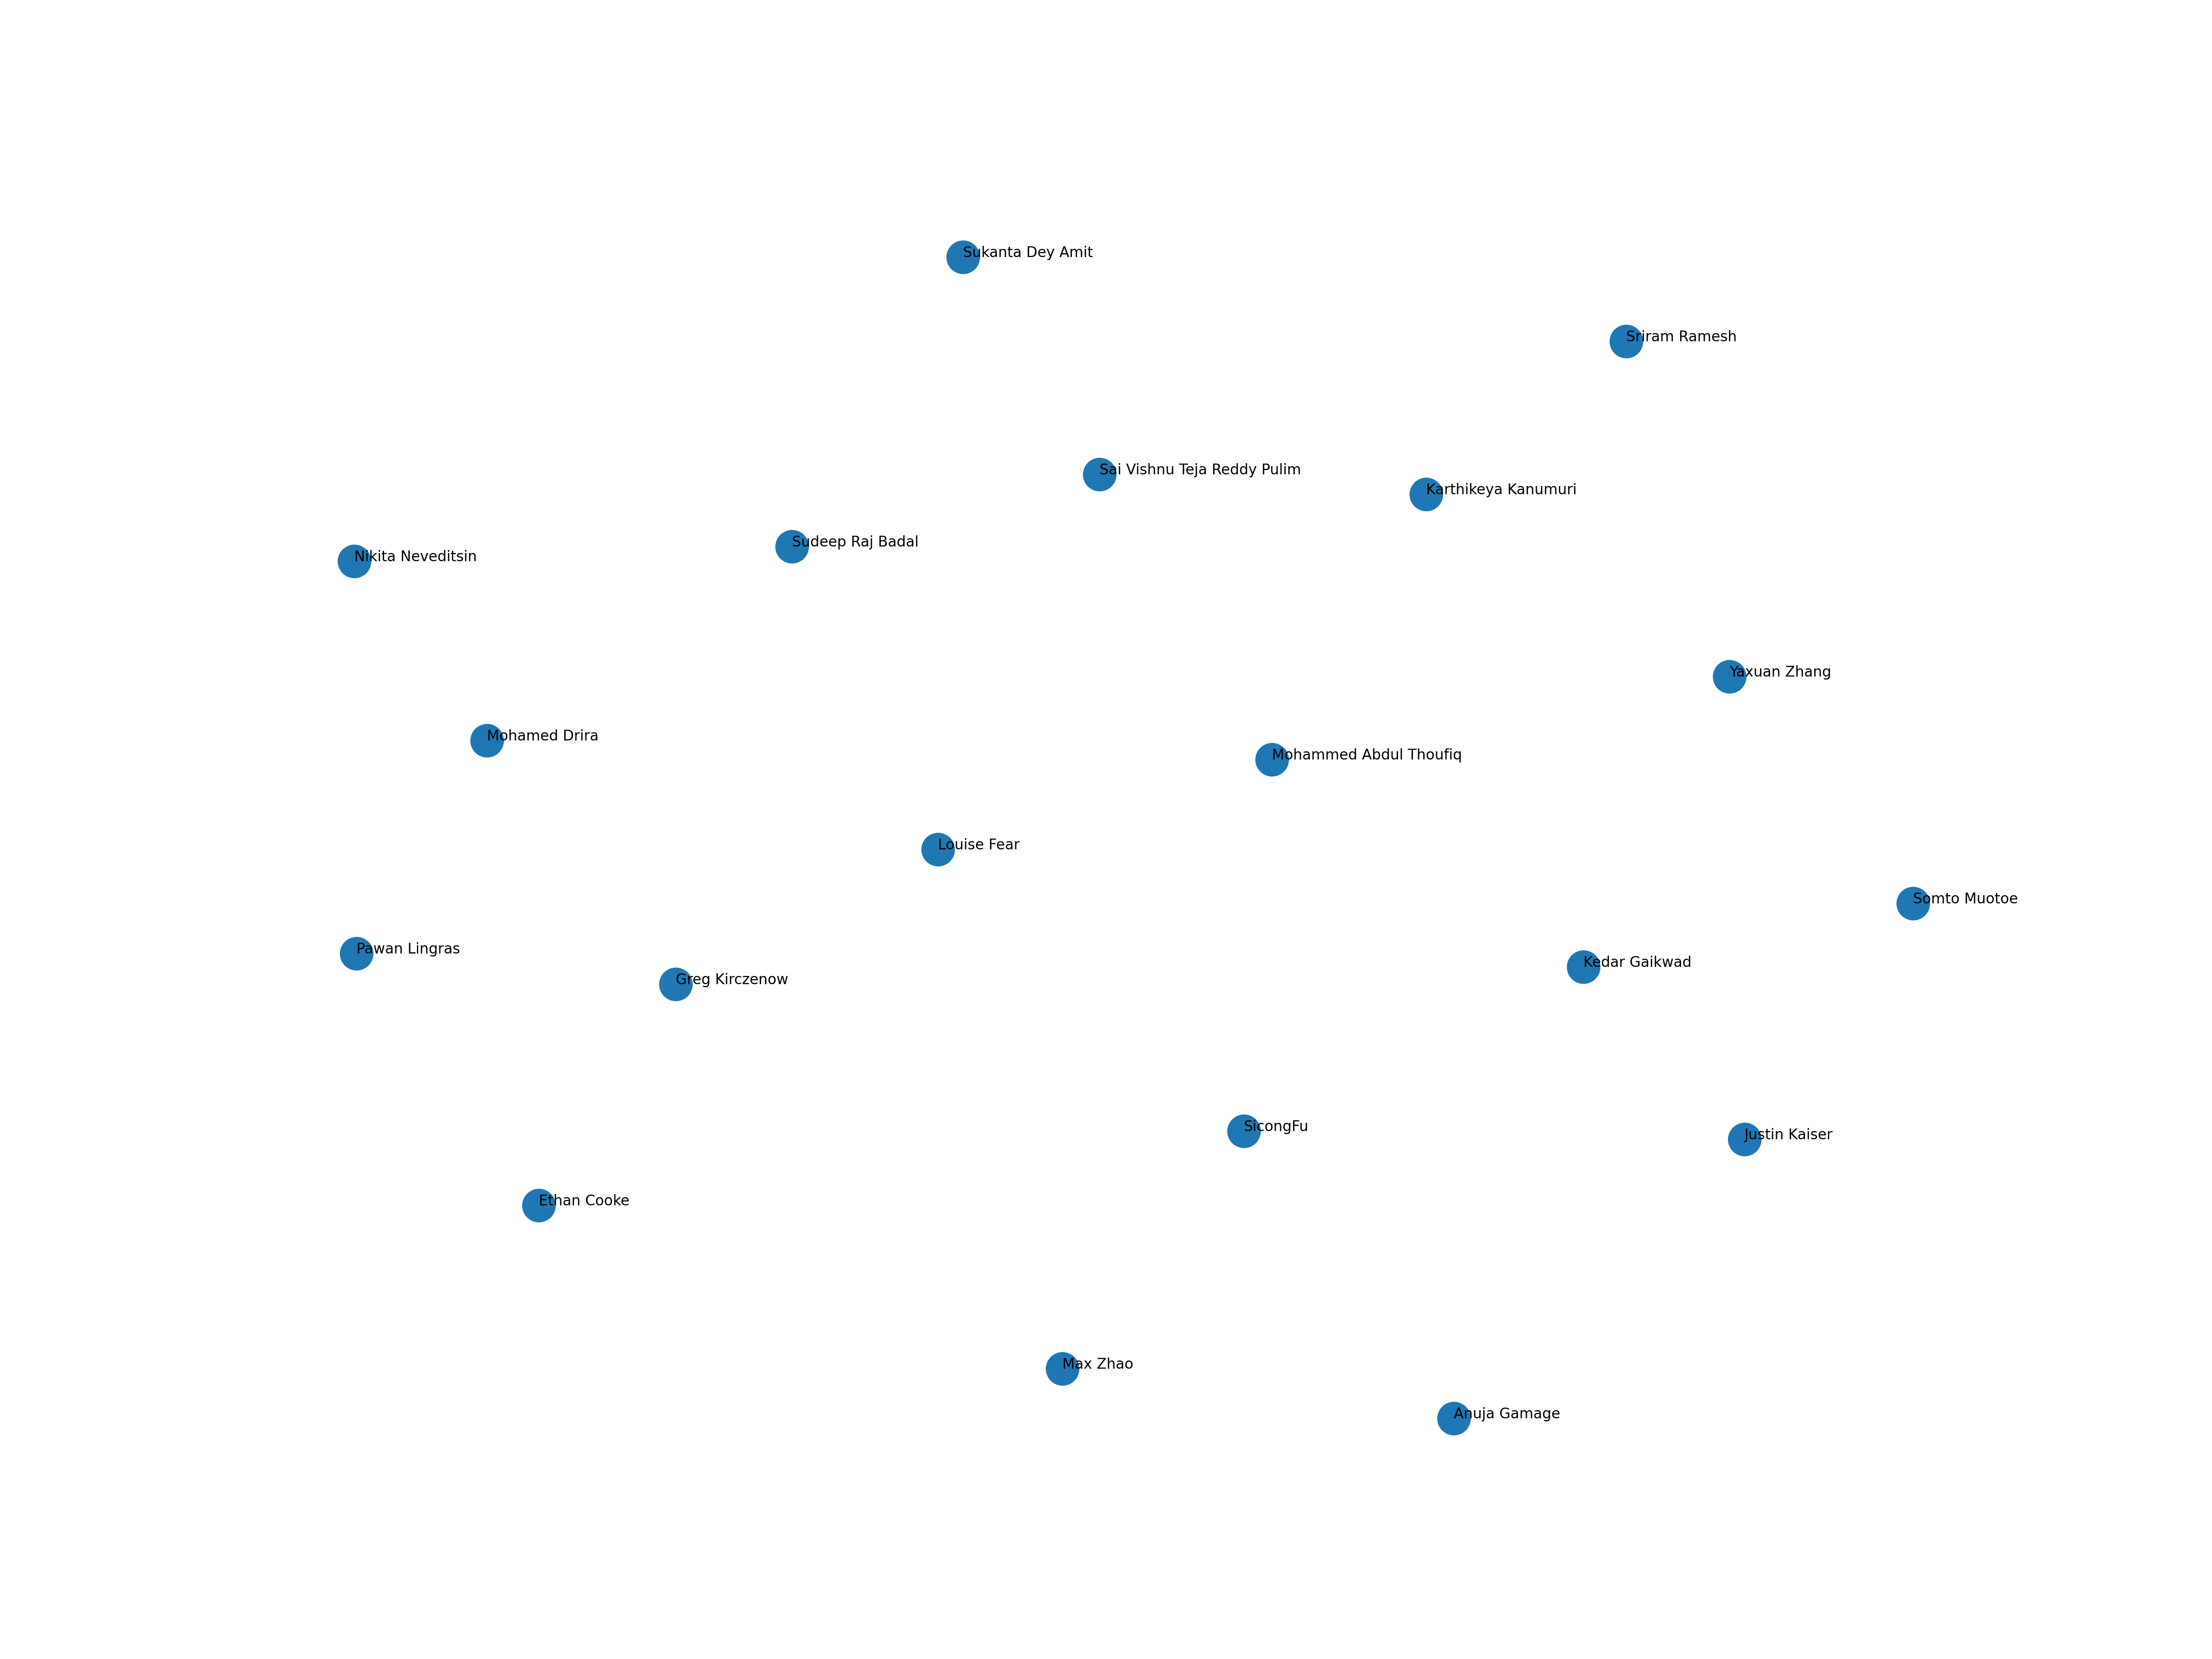 Sukanta Dey Amit
Sriram Ramesh
Sai Vishnu Teja Reddy Pulim
Karthikeya Kanumuri
Sudeep Raj Badal
Nikita Neveditsin
Yaxuan Zhang
Mohamed Drira
Mohammed Abdul Thoufiq
Louise Fear
Somto Muotoe
Pawan Lingras
Kedar Gaikwad
Greg Kirczenow
SicongFu
Justin Kaiser
Ethan Cooke
Max Zhao
Anuja Gamage